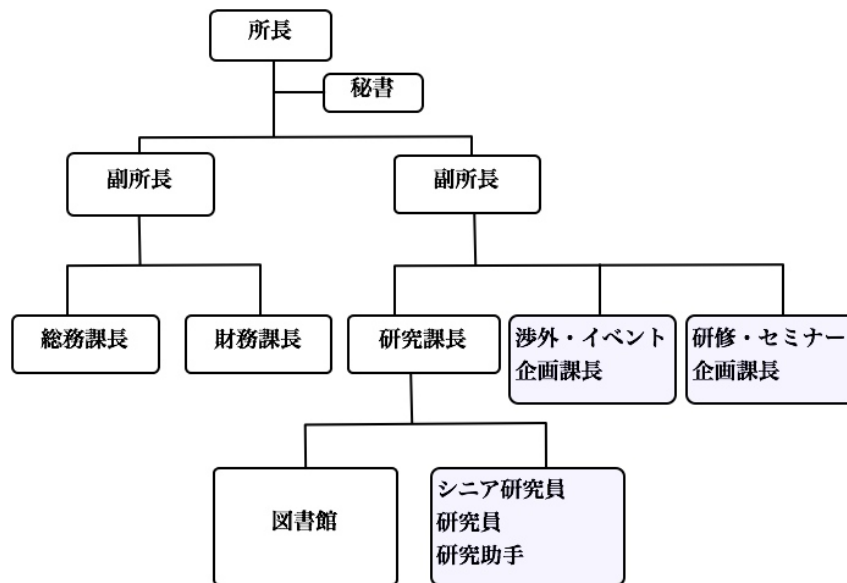 所長
秘書
副所長
副所長
総務課長
財務課長
研究課長
渉外・イベント
企画課長
研修・セミナー
企画課長
図書館
シニア研究員
研究員
研究助手